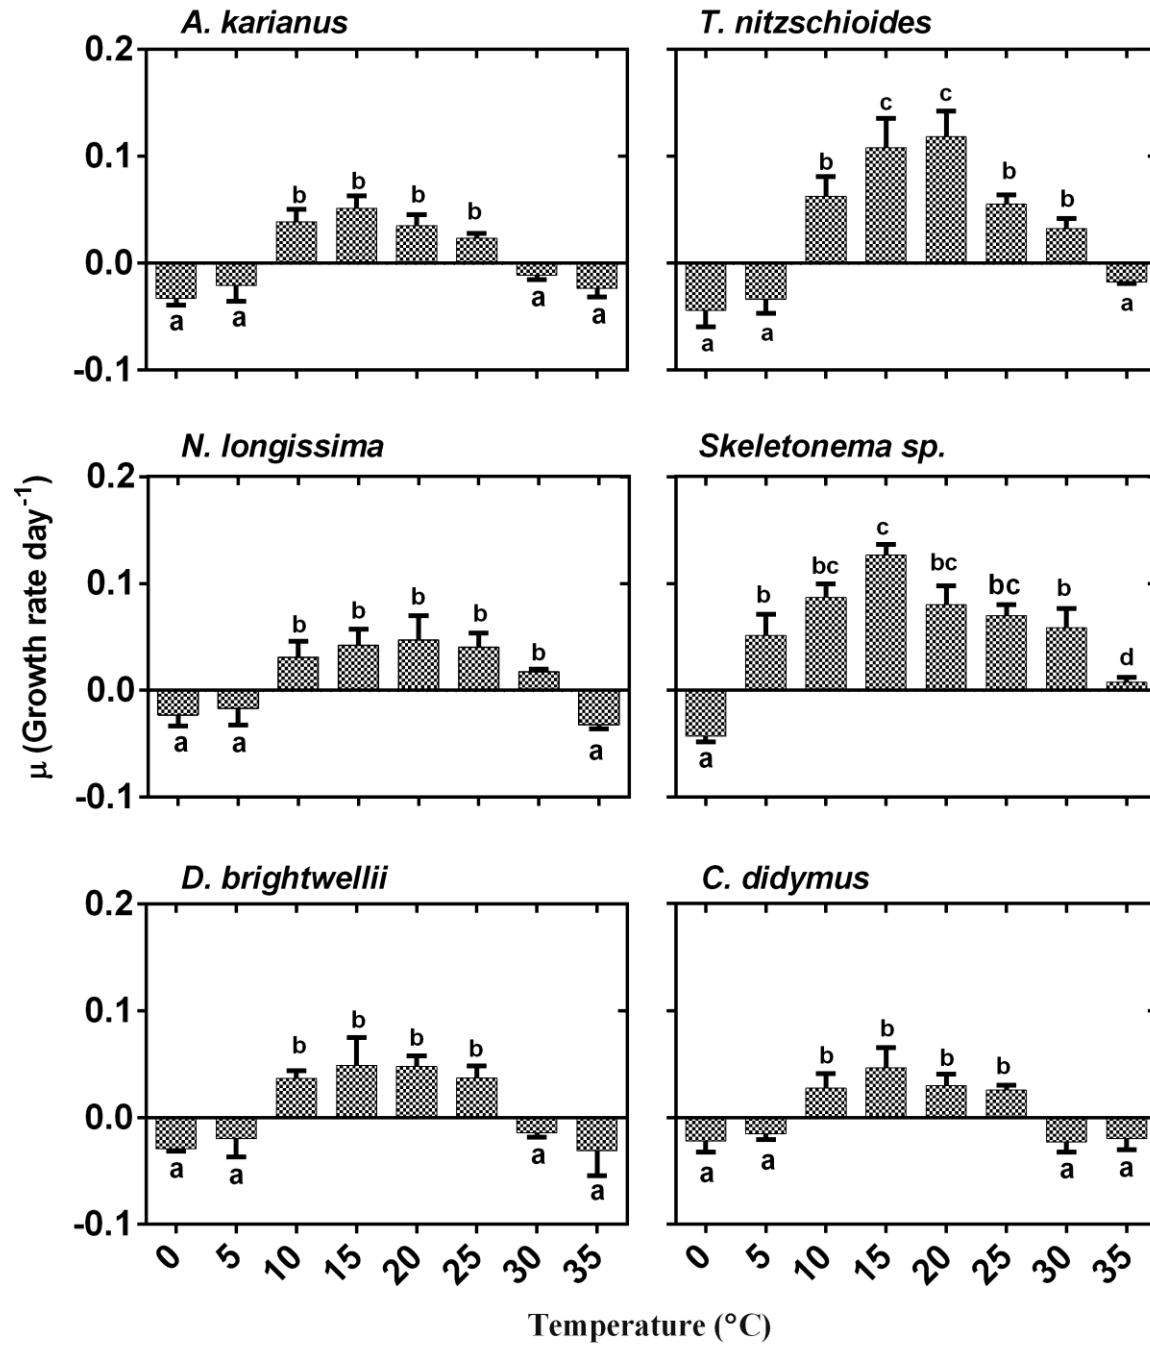 A. karianus
T. nitzschioides
0.2
0.1
0.0
-0.1
b b b b
a a a a
b c c b b
a a a
N. longissima
Skeletonema sp.
0.2
0.1
0.0
-0.1
b b b b b
a a a
b bc c bc bc b d
a
D. brightwellii
C. didymus
0.2
0.1
0.0
-0.1
b b b b
a a a a
b b b b
a a a a
0 5 10 15 20 25 30 35
0 5 10 15 20 25 30 35
µ (Growth rate day-1)
Temperature (°C)